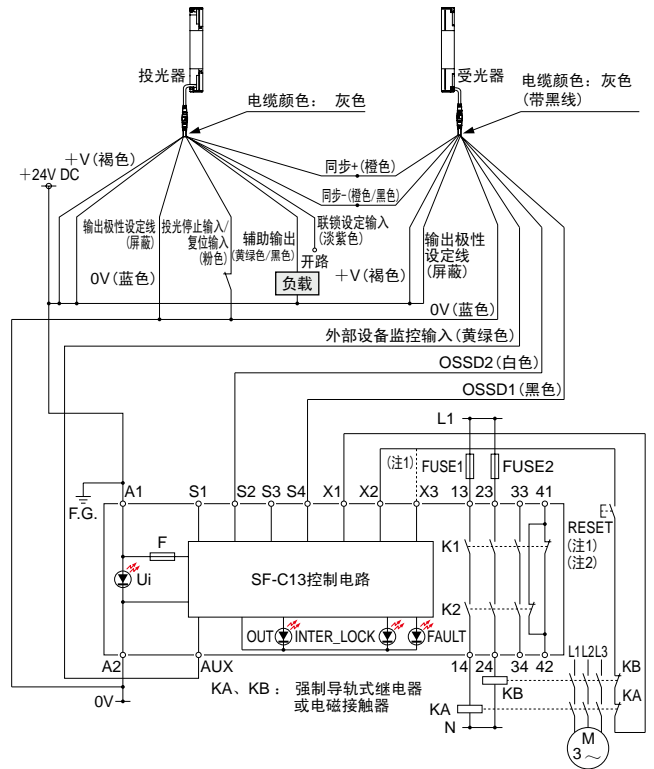 投光器
受光器
电缆颜色： 灰色
电缆颜色： 灰色
(带黑线)
＋V(褐色)
＋24V DC
同步+(橙色)
同步-(橙色/黑色)
输出极性设定线
(屏蔽)
投光停止输入/
复位输入
(粉色)
辅助输出
(黄绿色/黑色)
联锁设定输入
(淡紫色)
开路
负载
0V(蓝色)
＋V(褐色)
输出极性
设定线
(屏蔽)
0V(蓝色)
外部设备监控输入(黄绿色)
OSSD2(白色)
OSSD1(黑色)
L1
(注1)
FUSE1
FUSE2
F.G.
A1
S1
S2
S3
S4
X1
X2
X3
13
23
33
41
RESET
(注1)
(注2)
F
Ui
SF-C13控制电路
K1
K2
OUT
INTER_LOCK
FAULT
A2
AUX
14
24
34
42
L1
L2
L3
KB
KA
0V
KA、KB： 强制导轨式继电器
或电磁接触器
KB
KA
N
M
3～